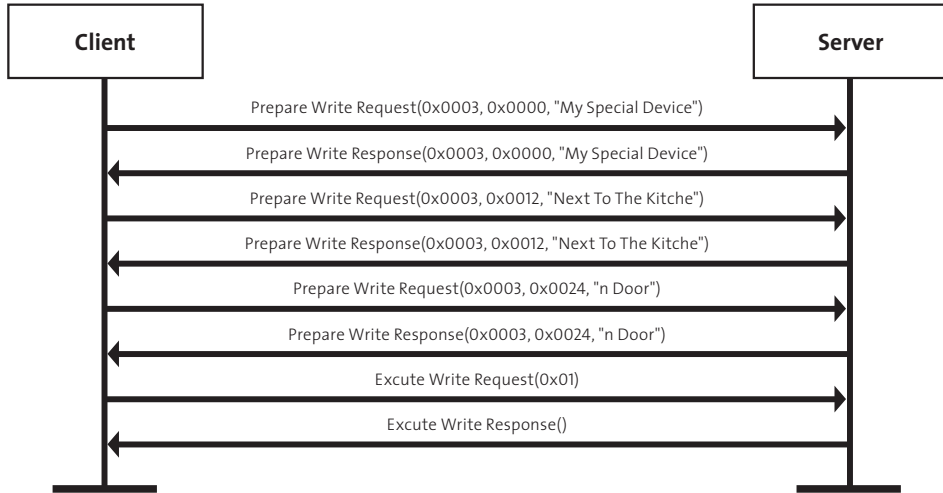 Client
Server
Prepare Write Request(0x0003, 0x0000, "My Special Device")
Prepare Write Response(0x0003, 0x0000, "My Special Device")
Prepare Write Request(0x0003, 0x0012, "Next To The Kitche")
Prepare Write Response(0x0003, 0x0012, "Next To The Kitche")
Prepare Write Request(0x0003, 0x0024, "n Door")
Prepare Write Response(0x0003, 0x0024, "n Door")
Excute Write Request(0x01)
Excute Write Response()